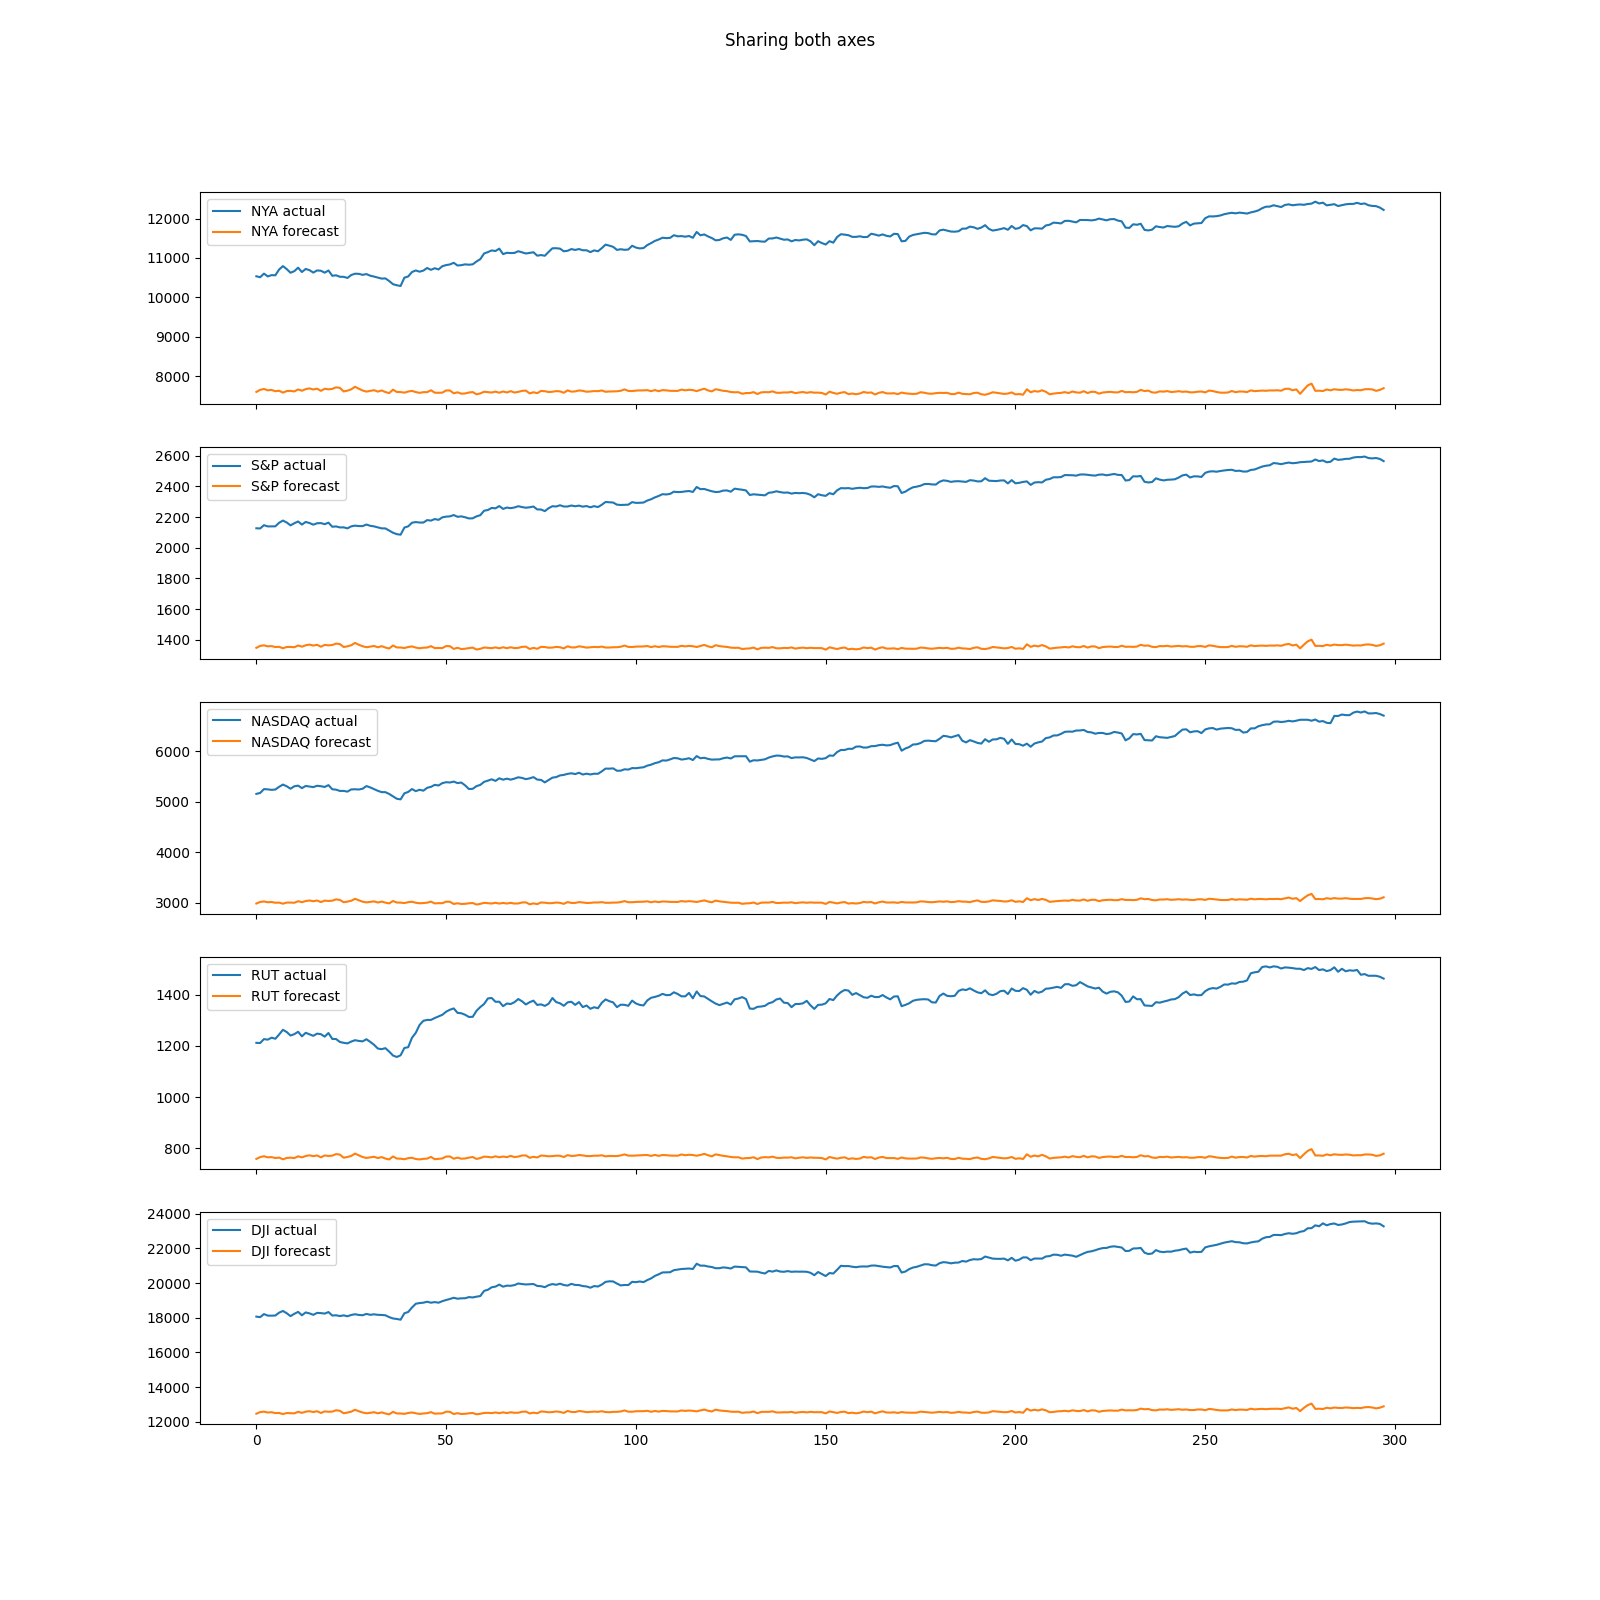 Sharing both axes
NYA actual
NYA forecast
12000
11000
10000
9000
8000
S&P actual
S&P forecast
2600
2400
2200
2000
1800
1600
1400
NASDAQ actual
NASDAQ forecast
6000
5000
4000
3000
RUT actual
RUT forecast
1400
1200
1000
800
DJI actual
DJI forecast
24000
22000
20000
18000
16000
14000
12000
0 50 100 150 200 250 300